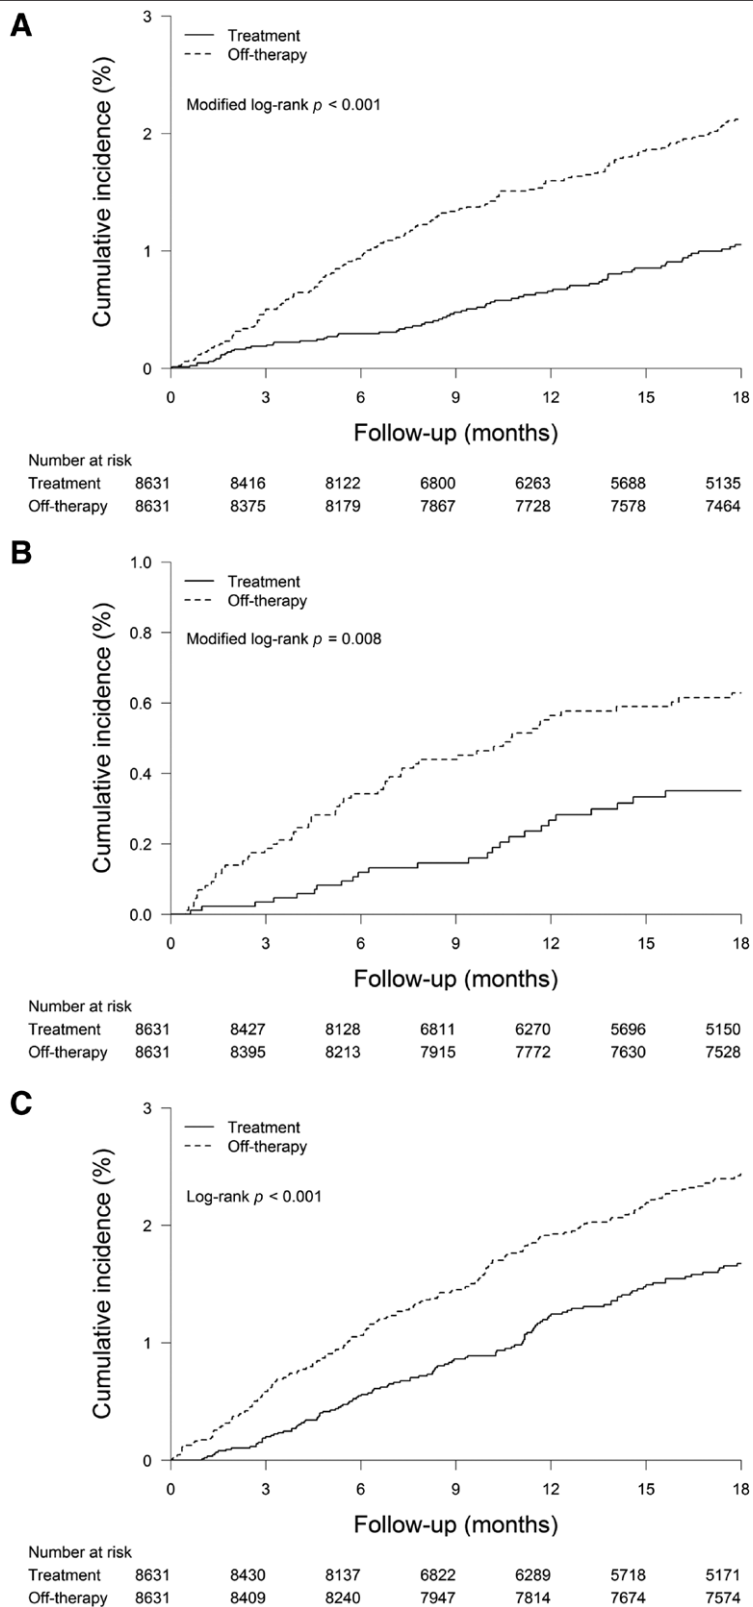 A
3
Treatment
Off-therapy
Modified log-rank p < 0.001
2
1
0
Cumulative incidence (%)
0 3 6 9 12 15 18
Follow-up (months)
Number at risk
Treatment 8631 8416 8122 6800 6263 5688 5135
Off-therapy 8631 8375 8179 7867 7728 7578 7464
B
1.0
Treatment
Off-therapy
0.8
Modified log-rank p = 0.008
0.6
0.4
0.2
0.0
Cumulative incidence (%)
0 3 6 9 12 15 18
Follow-up (months)
Number at risk
Treatment 8631 8427 8128 6811 6270 5696 5150
Off-therapy 8631 8395 8213 7915 7772 7630 7528
C
3
Treatment
Off-therapy
Log-rank p < 0.001
2
1
0
Cumulative incidence (%)
0 3 6 9 12 15 18
Follow-up (months)
Number at risk
Treatment 8631 8430 8137 6822 6289 5718 5171
Off-therapy 8631 8409 8240 7947 7814 7674 7574